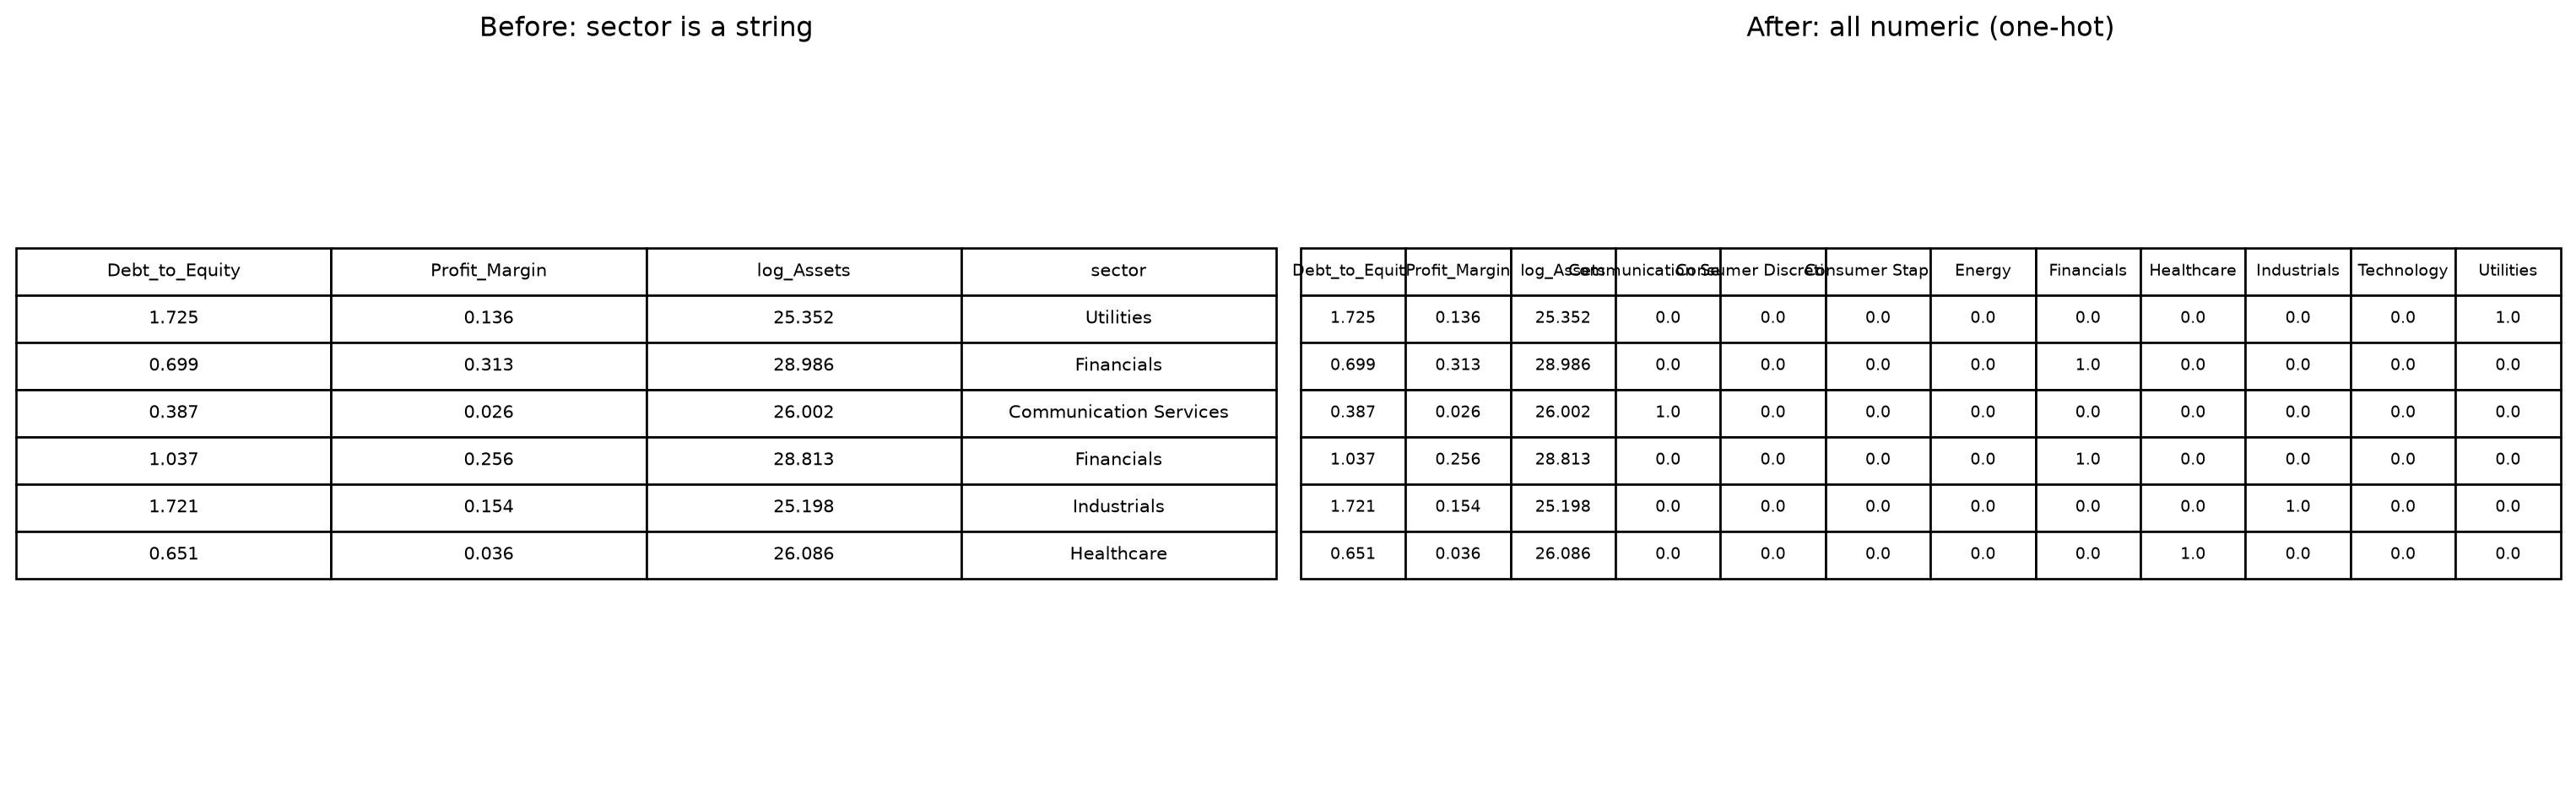 Before: sector is a string
Debt_to_Equity Profit_Margin log_Assets sector
1.725 0.136 25.352 Utilities
0.699 0.313 28.986 Financials
0.387 0.026 26.002 Communication Services
1.037 0.256 28.813 Financials
1.721 0.154 25.198 Industrials
0.651 0.036 26.086 Healthcare
After: all numeric (one-hot)
Debt_to_Equit Profit_Margin log_Assets Communication Se Consumer Discreti Consumer Stap Energy Financials Healthcare Industrials Technology Utilities
1.725 0.136 25.352 0.0 0.0 0.0 0.0 0.0 0.0 0.0 0.0 1.0
0.699 0.313 28.986 0.0 0.0 0.0 0.0 1.0 0.0 0.0 0.0 0.0
0.387 0.026 26.002 1.0 0.0 0.0 0.0 0.0 0.0 0.0 0.0 0.0
1.037 0.256 28.813 0.0 0.0 0.0 0.0 1.0 0.0 0.0 0.0 0.0
1.721 0.154 25.198 0.0 0.0 0.0 0.0 0.0 0.0 1.0 0.0 0.0
0.651 0.036 26.086 0.0 0.0 0.0 0.0 0.0 1.0 0.0 0.0 0.0